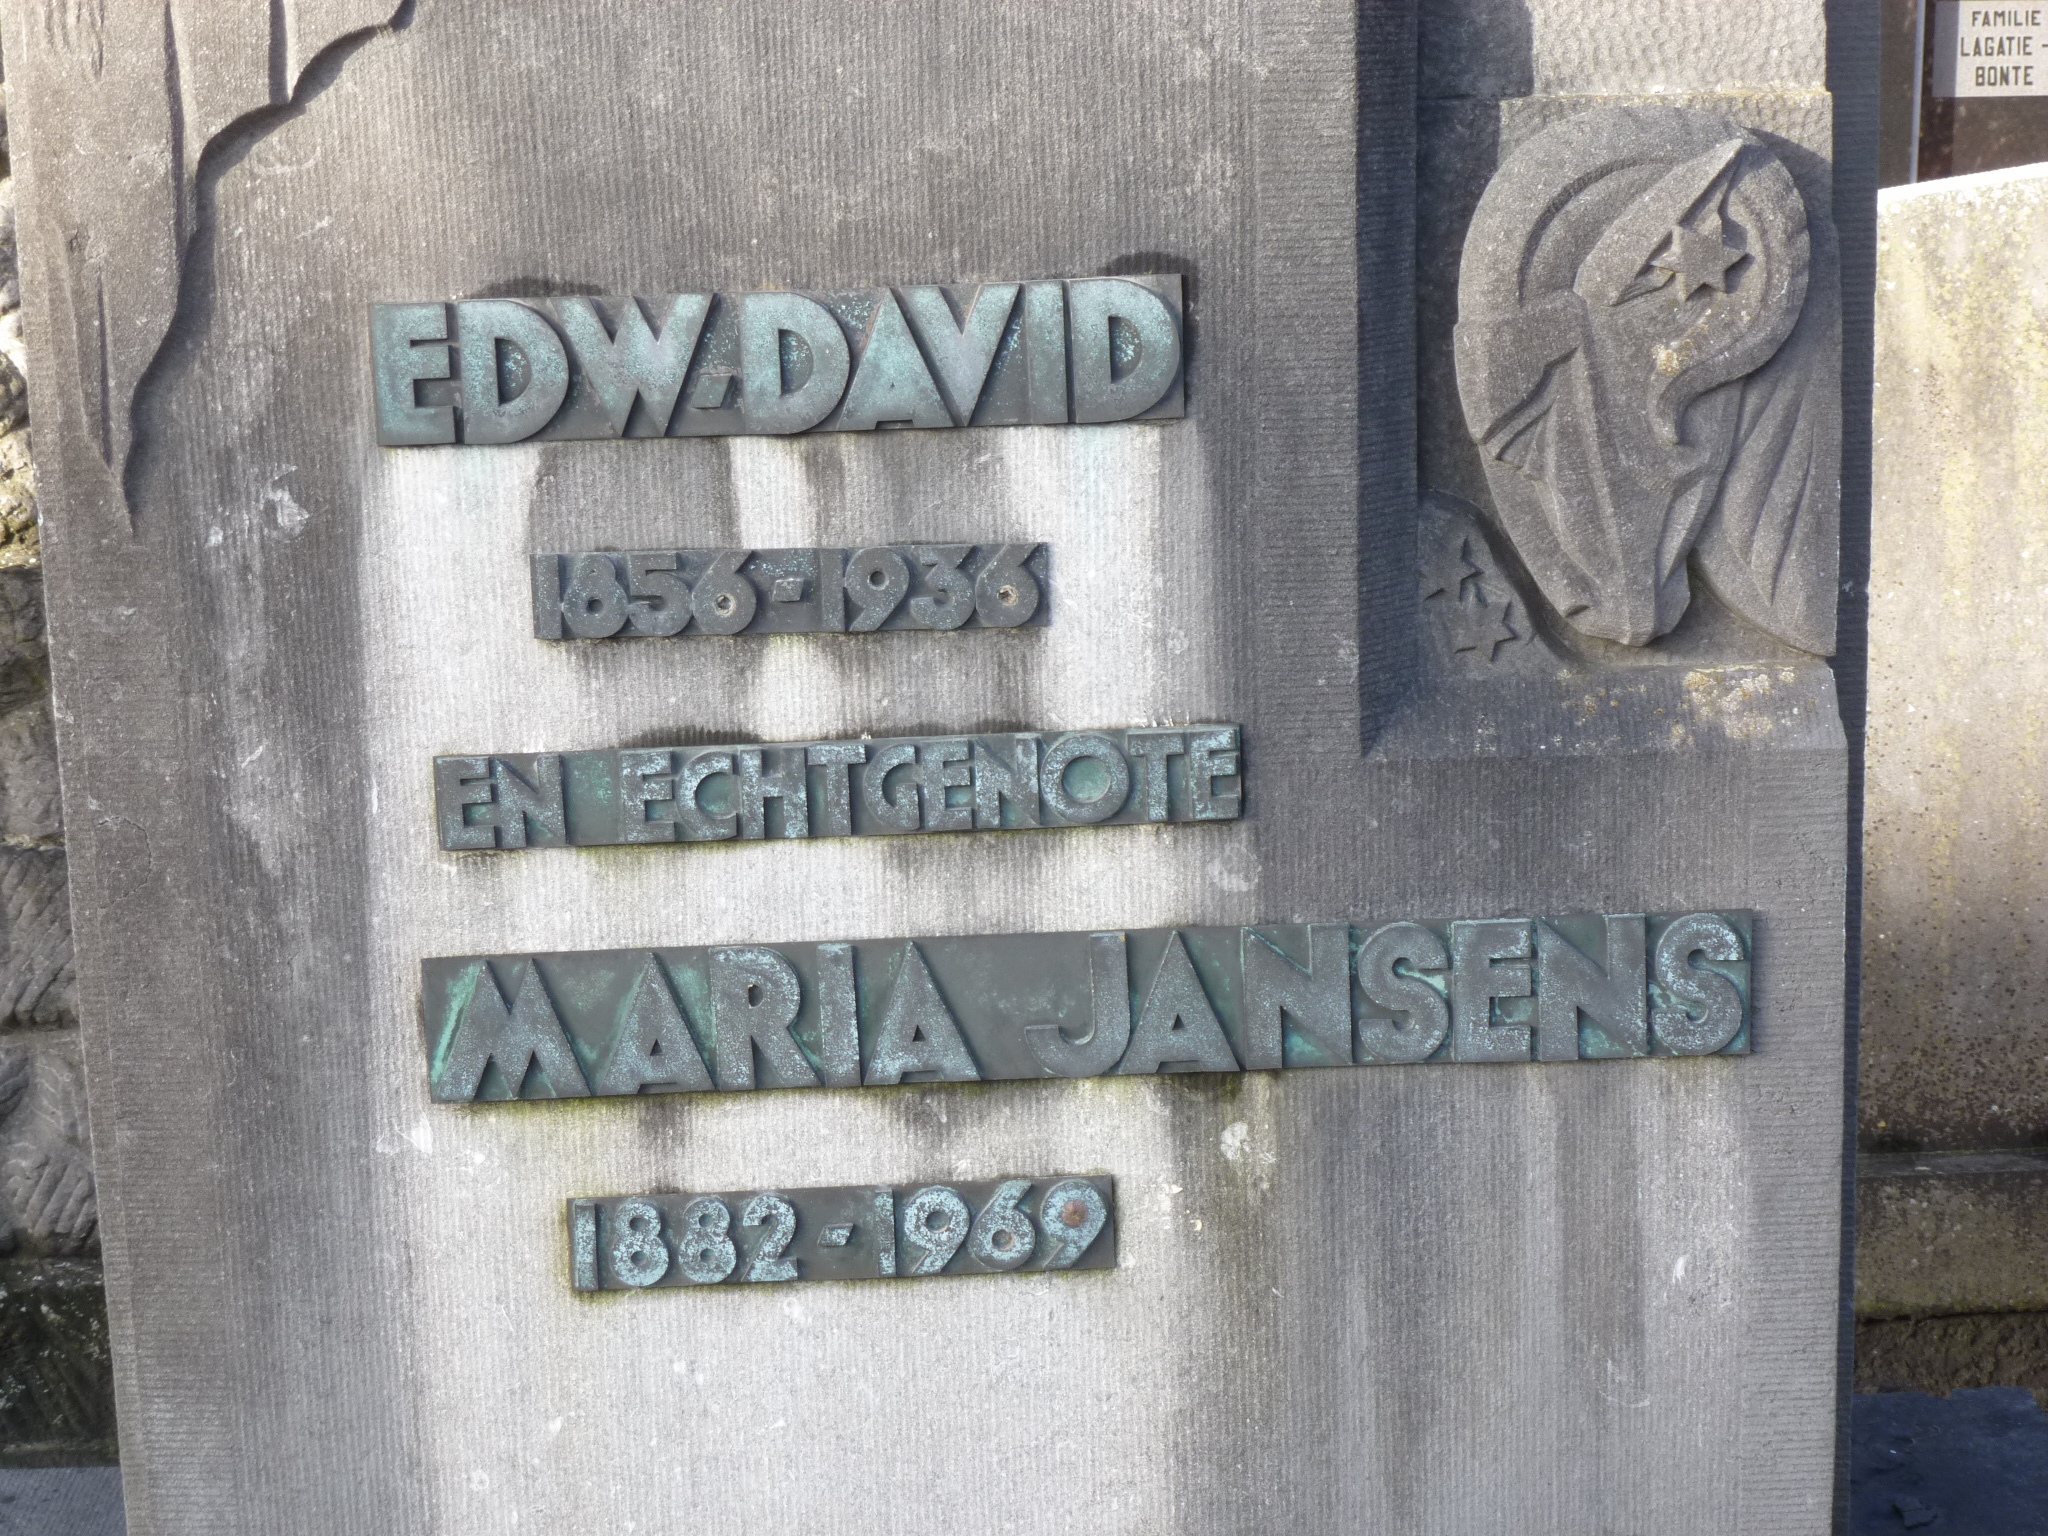 EDW-DAVID
1856-1936
EN ECHTGENOTE
MARIA JANSENS
1882-1969
FAMILIE
LAGATIE -
BONTE